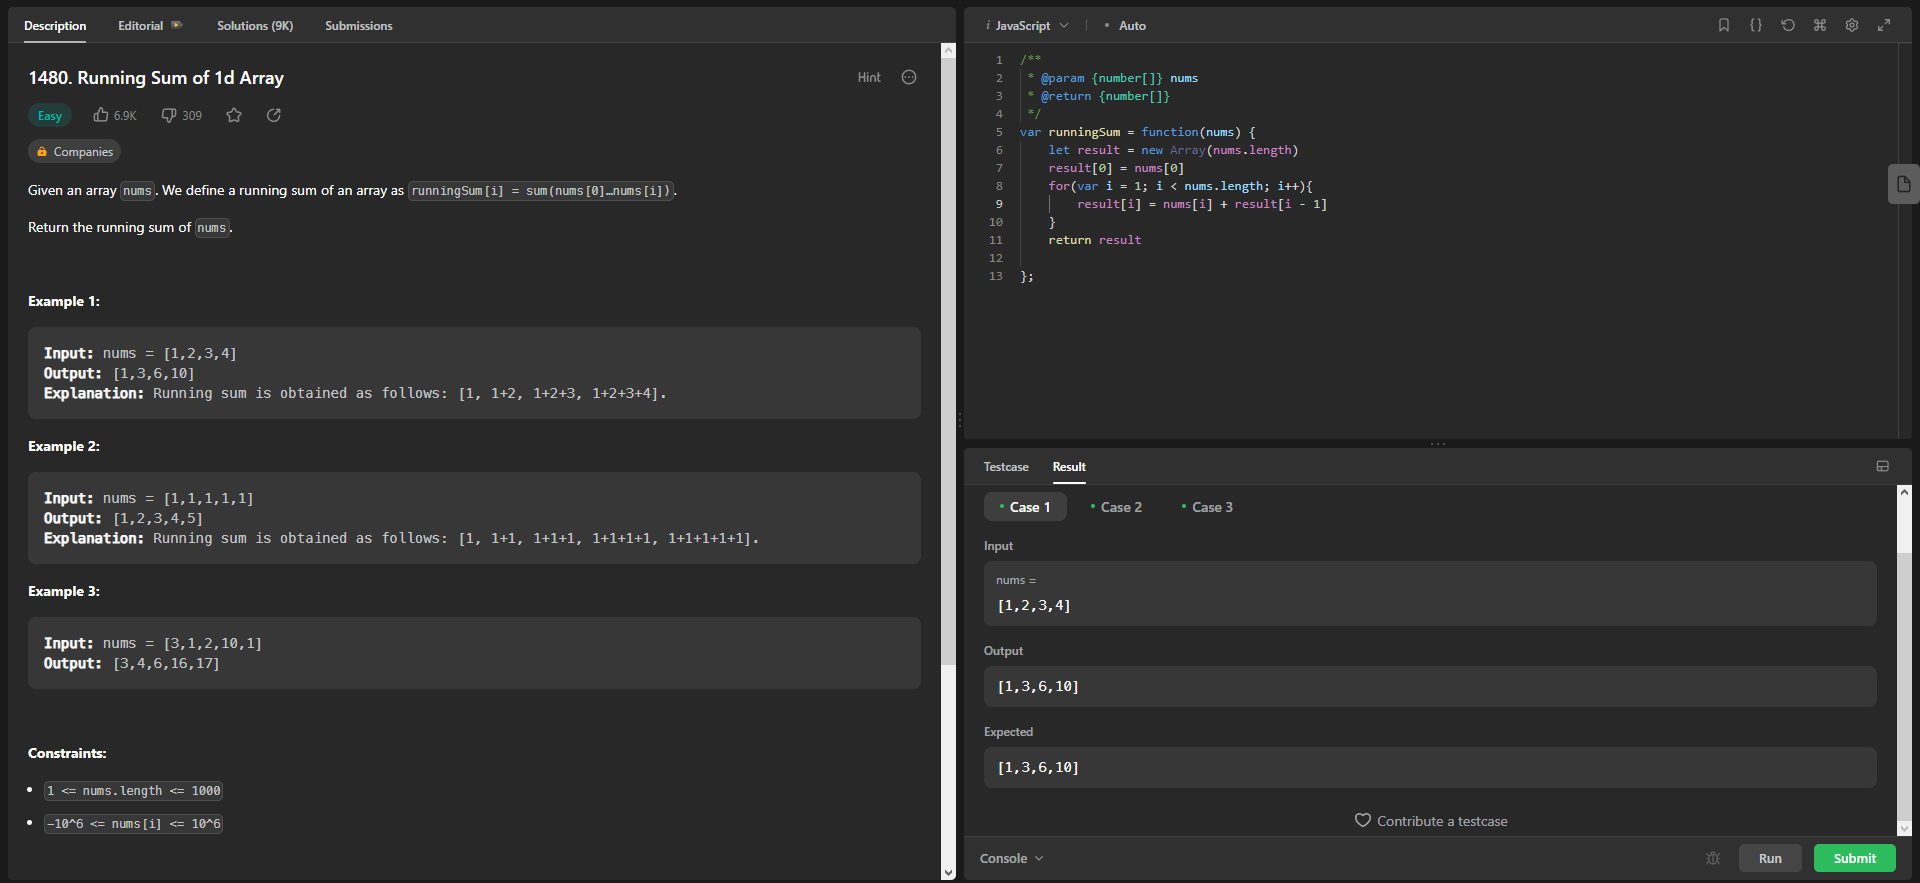 Description
Editorial
Solutions (9K)
Submissions
1480. Running Sum of 1d Array
Hint
Easy
6.9K
309
Companies
Given an array nums. We define a running sum of an array as runningSum[i] = sum(nums[0]…nums[i]).
Return the running sum of nums.
Example 1:
Input: nums = [1,2,3,4]
Output: [1,3,6,10]
Explanation: Running sum is obtained as follows: [1, 1+2, 1+2+3, 1+2+3+4].
Example 2:
Input: nums = [1,1,1,1,1]
Output: [1,2,3,4,5]
Explanation: Running sum is obtained as follows: [1, 1+1, 1+1+1, 1+1+1+1, 1+1+1+1+1].
Example 3:
Input: nums = [3,1,2,10,1]
Output: [3,4,6,16,17]
Constraints:
• 1 <= nums.length <= 1000
• -10^6 <= nums[i] <= 10^6
i JavaScript
• Auto
1 /**
2 * @param {number[]} nums
3 * @return {number[]}
4 */
5 var runningSum = function(nums) {
6 let result = new Array(nums.length)
7 result[0] = nums[0]
8 for(var i = 1; i < nums.length; i++){
9 result[i] = nums[i] + result[i - 1]
10 }
11 return result
12
13 };
Testcase
Result
• Case 1
• Case 2
• Case 3
Input
nums =
[1,2,3,4]
Output
[1,3,6,10]
Expected
[1,3,6,10]
Contribute a testcase
Console
Run
Submit